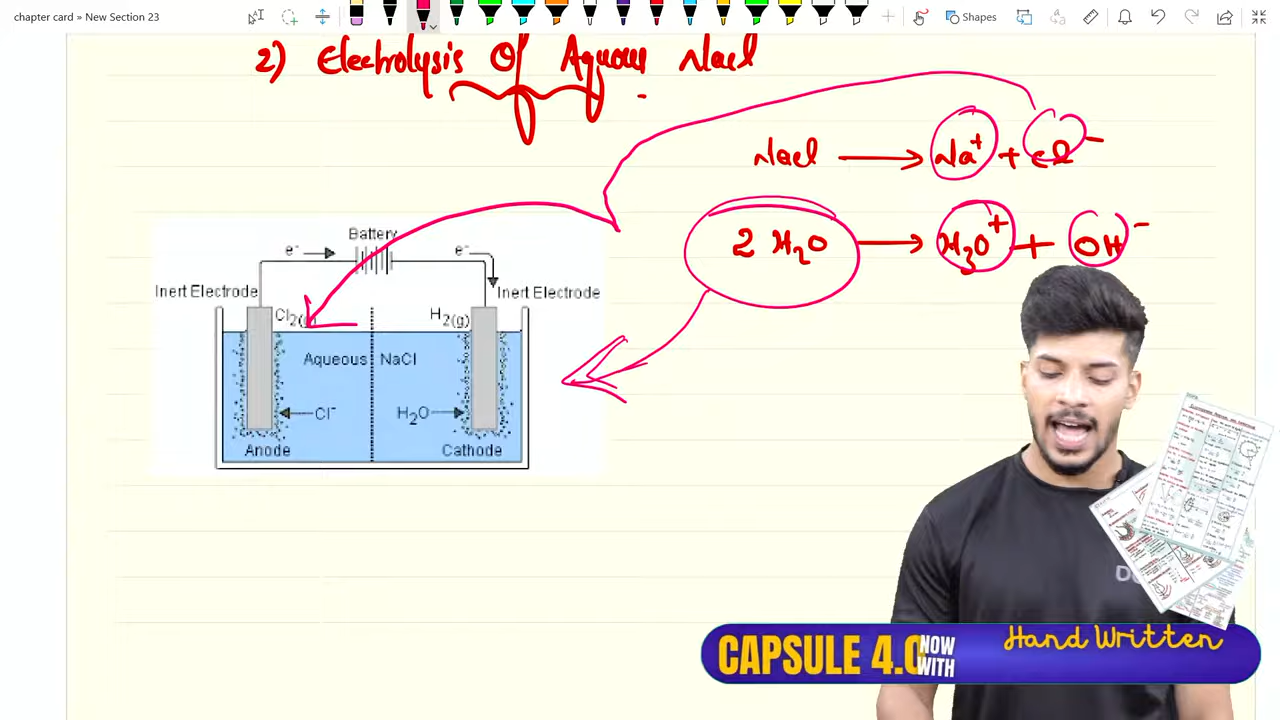 chapter card » New Section 23
Shapes
2) Electrolysis Of Aquous Nacl
Nacl → Na+ + cl−
2 H2O → H3O+ + OH−
Battery
e− e−
Inert Electrode Inert Electrode
Cl2(g) H2(g)
Aqueous NaCl
Cl− H2O
Anode Cathode
CAPSULE 4.0 NOW WITH Hand Written